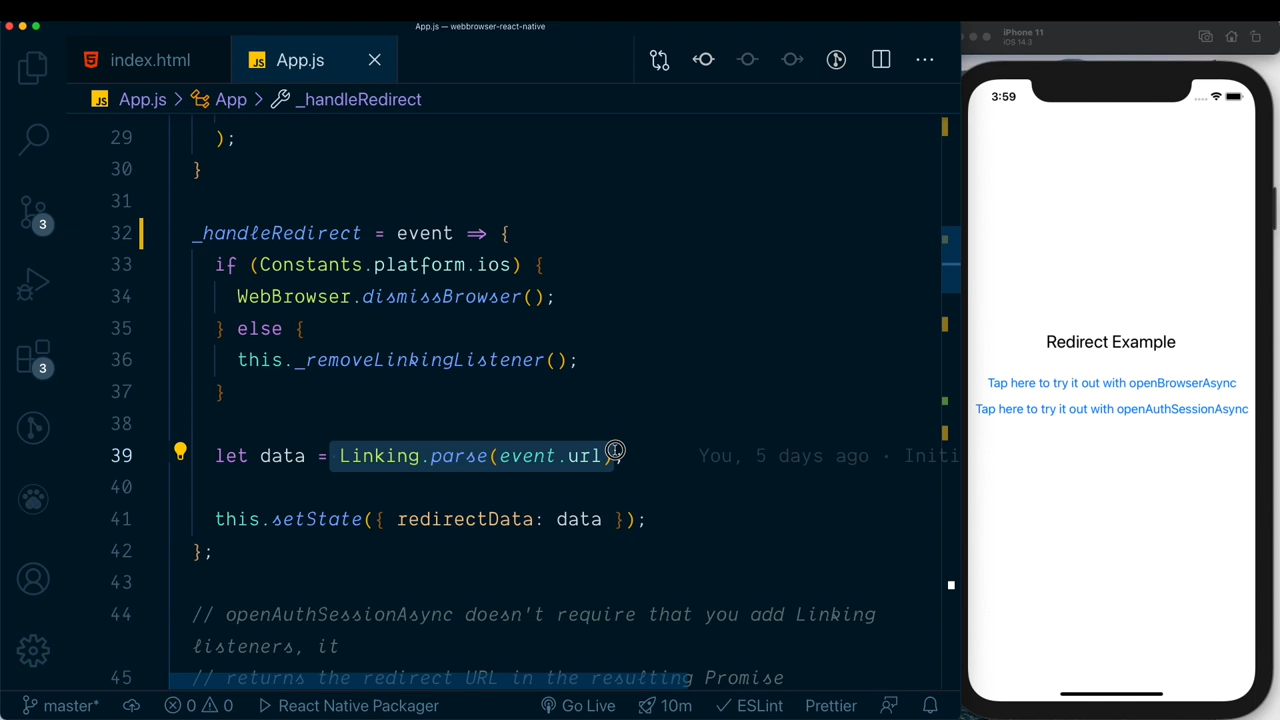 App.js — webbrowser-react-native
index.html
JS App.js
JS App.js > App > _handleRedirect
29 );
30 }
31
32 _handleRedirect = event => {
33 if (Constants.platform.ios) {
34 WebBrowser.dismissBrowser();
35 } else {
36 this._removeLinkingListener();
37 }
38
39 let data = Linking.parse(event.url); You, 5 days ago • Initi
40
41 this.setState({ redirectData: data });
42 };
43
44 // openAuthSessionAsync doesn't require that you add Linking
listeners, it
45 // returns the redirect URL in the resulting Promise
3
3
master* 0 0 React Native Packager Go Live 10m ESLint Prettier
iPhone 11
iOS 14.3
3:59
Redirect Example
Tap here to try it out with openBrowserAsync
Tap here to try it out with openAuthSessionAsync